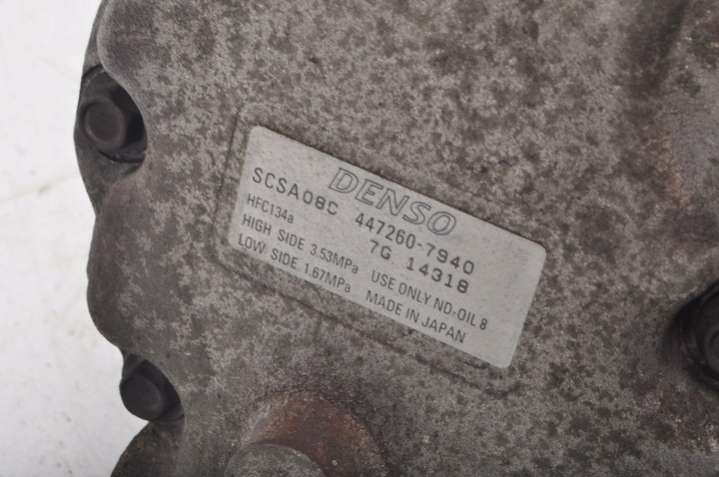 DENSO
SCSA08C 447260-7940
7G 14318
HFC134a
HIGH SIDE 3.53MPa USE ONLY ND-OIL 8
LOW SIDE 1.67MPa MADE IN JAPAN